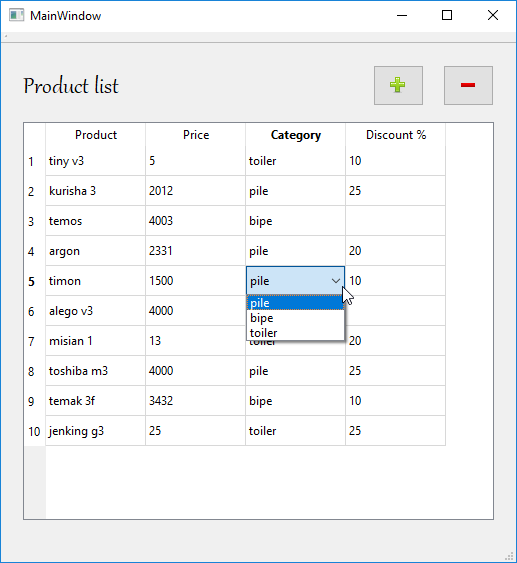 MainWindow
Product list
Product Price Category Discount %
1 tiny v3 5 toiler 10
2 kurisha 3 2012 pile 25
3 temos 4003 bipe
4 argon 2331 pile 20
5 timon 1500 pile 10
pile
6 alego v3 4000
bipe
toiler
7 misian 1 13 toiler 20
8 toshiba m3 4000 pile 25
9 temak 3f 3432 bipe 10
10 jenking g3 25 toiler 25